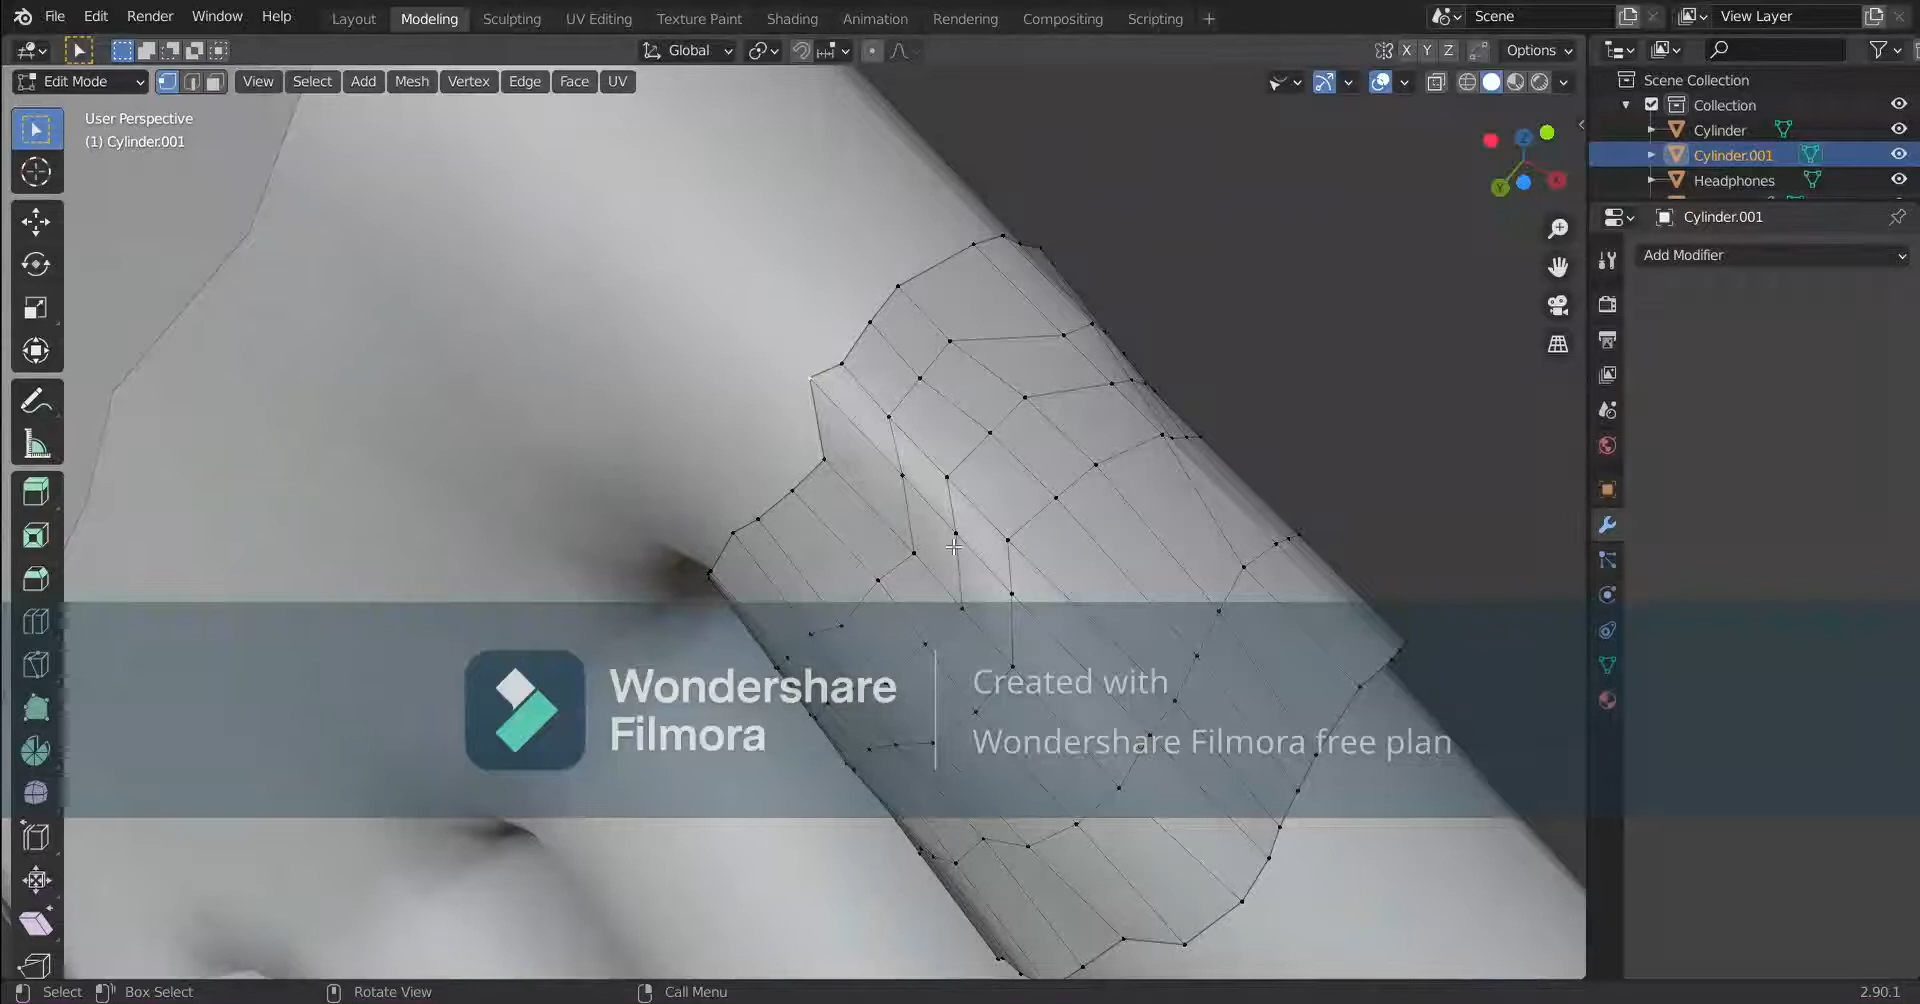 File Edit Render Window Help Layout Modeling Sculpting UV Editing Texture Paint Shading Animation Rendering Compositing Scripting + Scene View Layer
Global X Y Z Options
Edit Mode View Select Add Mesh Vertex Edge Face UV
Scene Collection
Collection
Cylinder
Cylinder.001
Headphones
User Perspective
(1) Cylinder.001
Z
X
Y
Cylinder.001
Add Modifier
Wondershare
Filmora
Created with
Wondershare Filmora free plan
Select Box Select Rotate View Call Menu 2.90.1